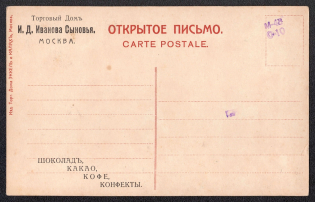 Торговый Домъ
И. Д. Иванова Сыновья.
МОСКВА.
ОТКРЫТОЕ ПИСЬМО.
CARTE POSTALE.
ШОКОЛАДЪ,
КАКАО,
КОФЕ,
КОНФЕКТЫ.